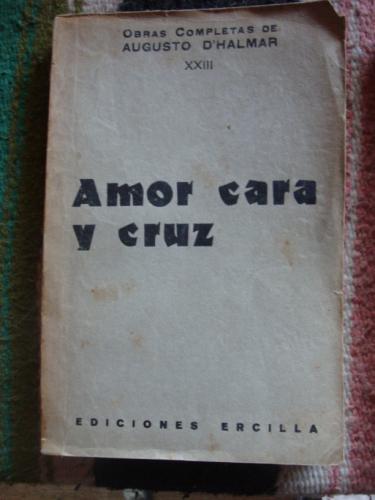 OBRAS COMPLETAS DE
AUGUSTO D'HALMAR
XXIII
Amor cara
y cruz
EDICIONES ERCILLA